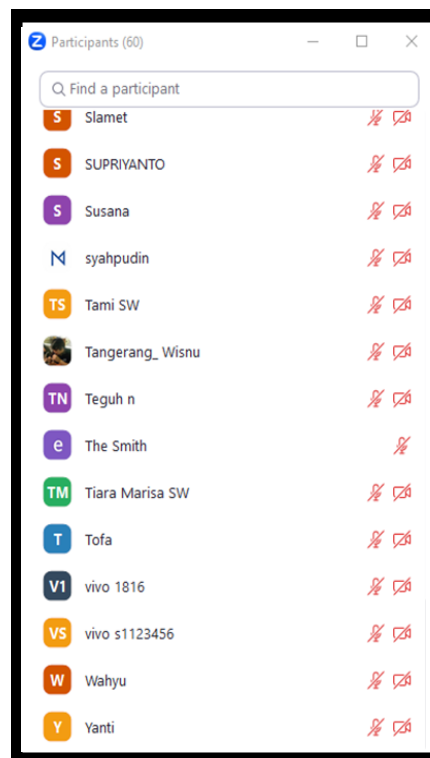 Participants (60)
Find a participant
S Slamet
S SUPRIYANTO
S Susana
syahpudin
TS Tami SW
Tangerang_ Wisnu
TN Teguh n
e The Smith
TM Tiara Marisa SW
T Tofa
V1 vivo 1816
VS vivo s1123456
W Wahyu
Y Yanti